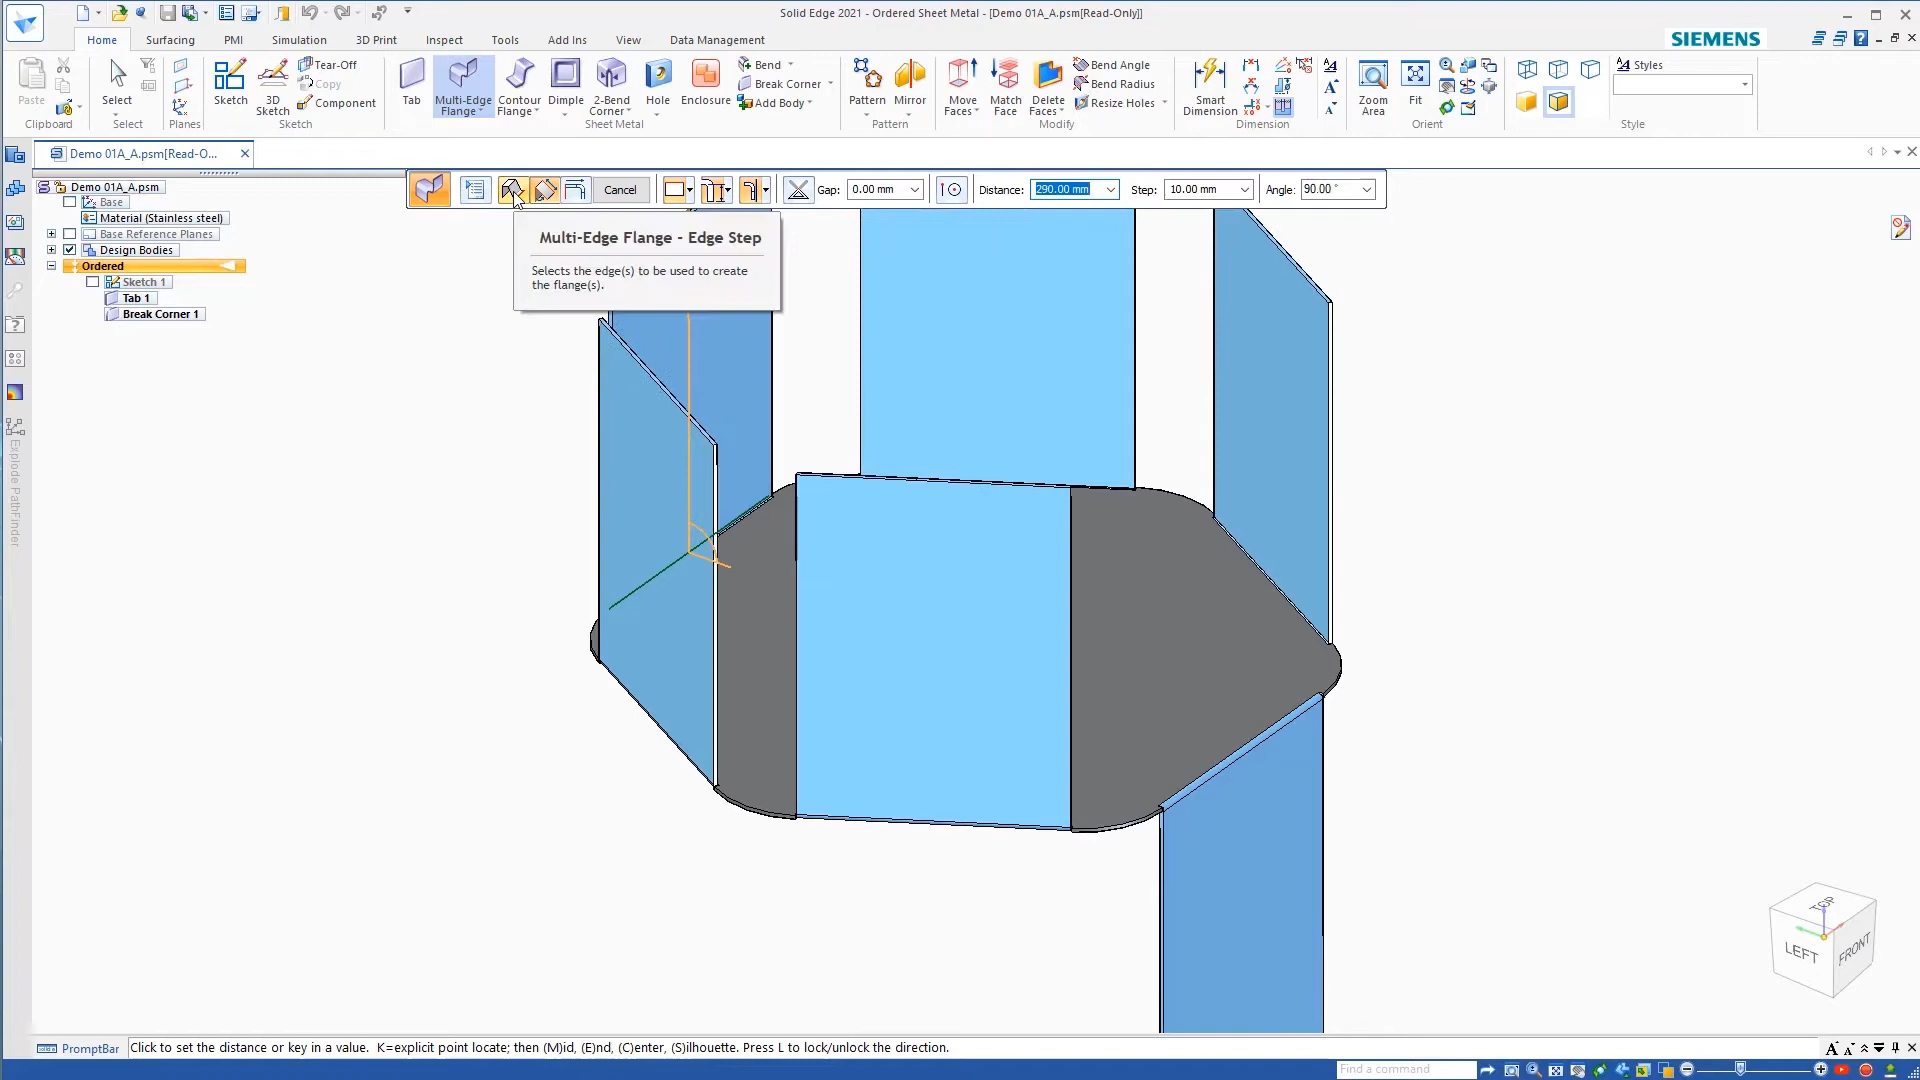 Solid Edge 2021 - Ordered Sheet Metal - [Demo 01A_A.psm[Read-Only]]
Home Surfacing PMI Simulation 3D Print Inspect Tools Add Ins View Data Management
SIEMENS
Paste
Clipboard
Select
Select
Planes
Sketch
3D Sketch
Tear-Off
Copy
Component
Sketch
Tab
Multi-Edge Flange
Contour Flange
Dimple
2-Bend Corner
Hole
Enclosure
Bend
Break Corner
Add Body
Sheet Metal
Pattern
Mirror
Pattern
Move Faces
Match Face
Delete Faces
Bend Angle
Bend Radius
Resize Holes
Modify
Smart Dimension
Dimension
Zoom Area
Fit
Orient
Styles
Style
Demo 01A_A.psm[Read-O...
Demo 01A_A.psm
Base
Material (Stainless steel)
Base Reference Planes
Design Bodies
Ordered
Sketch 1
Tab 1
Break Corner 1
Cancel Gap: 0.00 mm Distance: 290.00 mm Step: 10.00 mm Angle: 90.00 °
Multi-Edge Flange - Edge Step
Selects the edge(s) to be used to create
the flange(s).
Explode PathFinder
TOP
LEFT
FRONT
PromptBar
Click to set the distance or key in a value. K=explicit point locate; then (M)id, (E)nd, (C)enter, (S)ilhouette. Press L to lock/unlock the direction.
Find a command